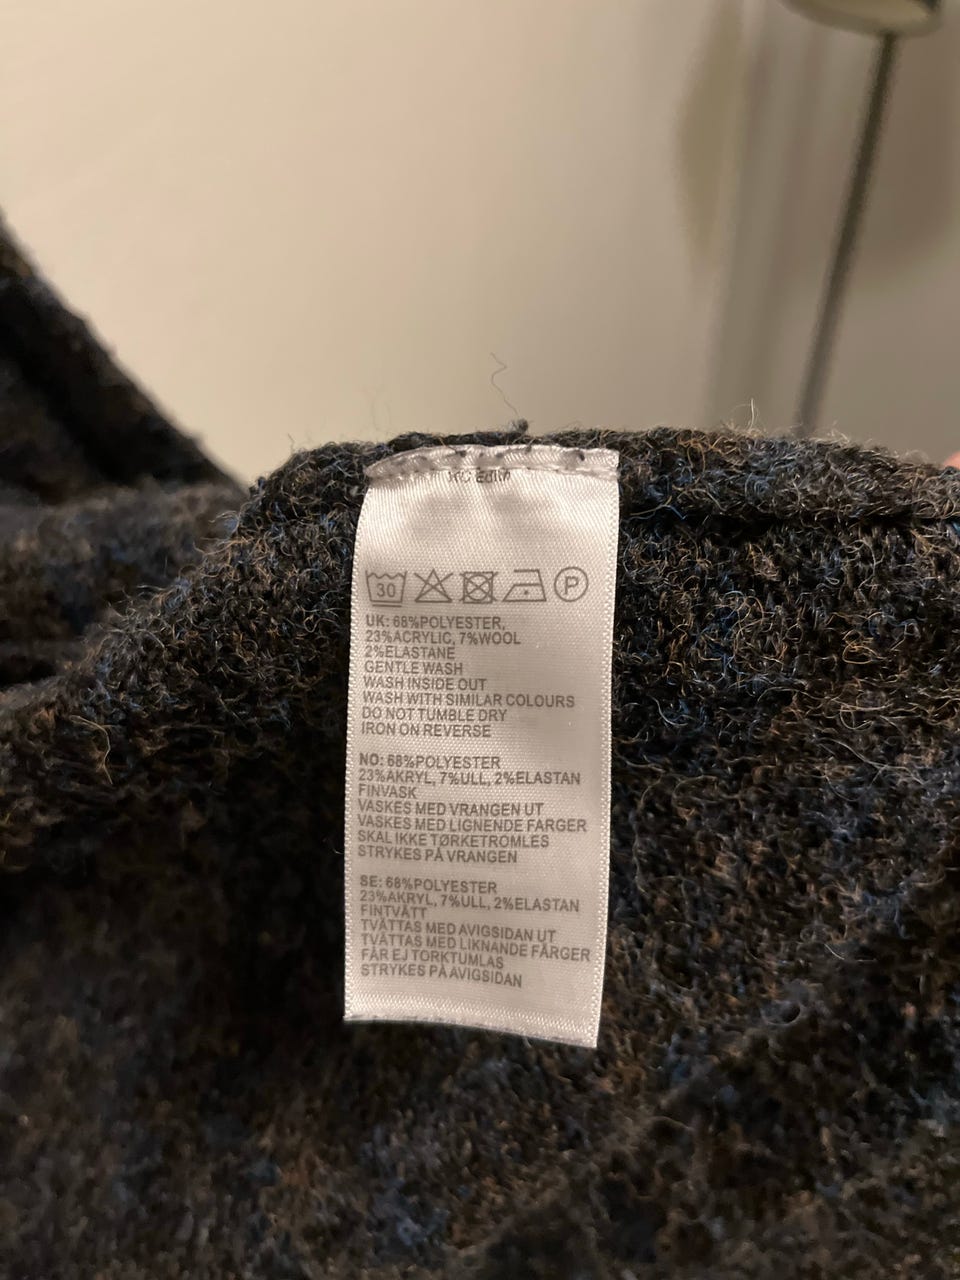 30
P
UK: 68%POLYESTER,
23%ACRYLIC, 7%WOOL
2%ELASTANE
GENTLE WASH
WASH INSIDE OUT
WASH WITH SIMILAR COLOURS
DO NOT TUMBLE DRY
IRON ON REVERSE
NO: 68%POLYESTER
23%AKRYL, 7%ULL, 2%ELASTAN
FINVASK
VASKES MED VRANGEN UT
VASKES MED LIGNENDE FARGER
SKAL IKKE TØRKETROMLES
STRYKES PÅ VRANGEN
SE: 68%POLYESTER
23%AKRYL, 7%ULL, 2%ELASTAN
FINTVÄTT
TVÄTTAS MED AVIGSIDAN UT
TVÄTTAS MED LIKNANDE FÄRGER
FÅR EJ TORKTUMLAS
STRYKES PÅ AVIGSIDAN